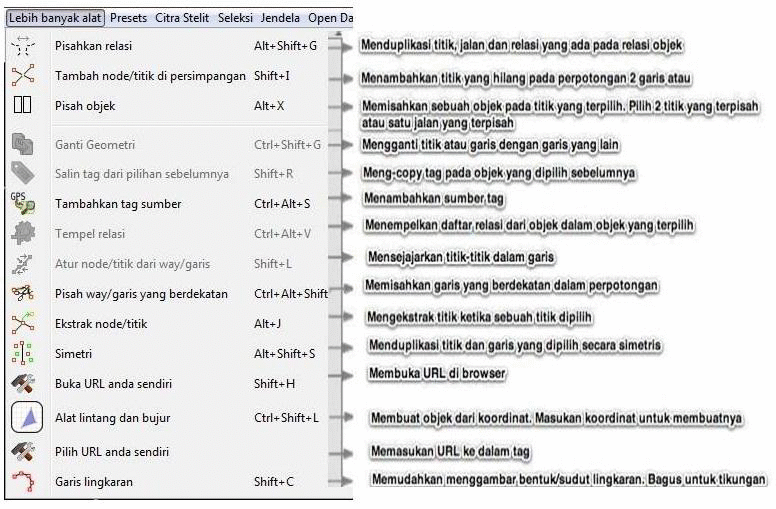 Lebih banyak alat Presets Citra Stelit Seleksi Jendela Open Da
Pisahkan relasi Alt+Shift+G Menduplikasi titik, jalan dan relasi yang ada pada relasi objek
Tambah node/titik di persimpangan Shift+I Menambahkan titik yang hilang pada perpotongan 2 garis atau
Pisah objek Alt+X Memisahkan sebuah objek pada titik yang terpilih. Pilih 2 titik yang terpisah
atau satu jalan yang terpisah
Ganti Geometri Ctrl+Shift+G Mengganti titik atau garis dengan garis yang lain
Salin tag dari pilihan sebelumnya Shift+R Meng-copy tag pada objek yang dipilih sebelumnya
GPS Tambahkan tag sumber Ctrl+Alt+S Menambahkan sumber tag
Tempel relasi Ctrl+Alt+V Menempelkan daftar relasi dari objek dalam objek yang terpilih
Atur node/titik dari way/garis Shift+L Mensejajarkan titik-titik dalam garis
Pisah way/garis yang berdekatan Ctrl+Alt+Shift Memisahkan garis yang berdekatan dalam perpotongan
Ekstrak node/titik Alt+J Mengekstrak titik ketika sebuah titik dipilih
Simetri Alt+Shift+S Menduplikasi titik dan garis yang dipilih secara simetris
Buka URL anda sendiri Shift+H Membuka URL di browser
Alat lintang dan bujur Ctrl+Shift+L Membuat objek dari koordinat. Masukan koordinat untuk membuatnya
Pilih URL anda sendiri Memasukan URL ke dalam tag
Garis lingkaran Shift+C Memudahkan menggambar bentuk/sudut lingkaran. Bagus untuk tikungan